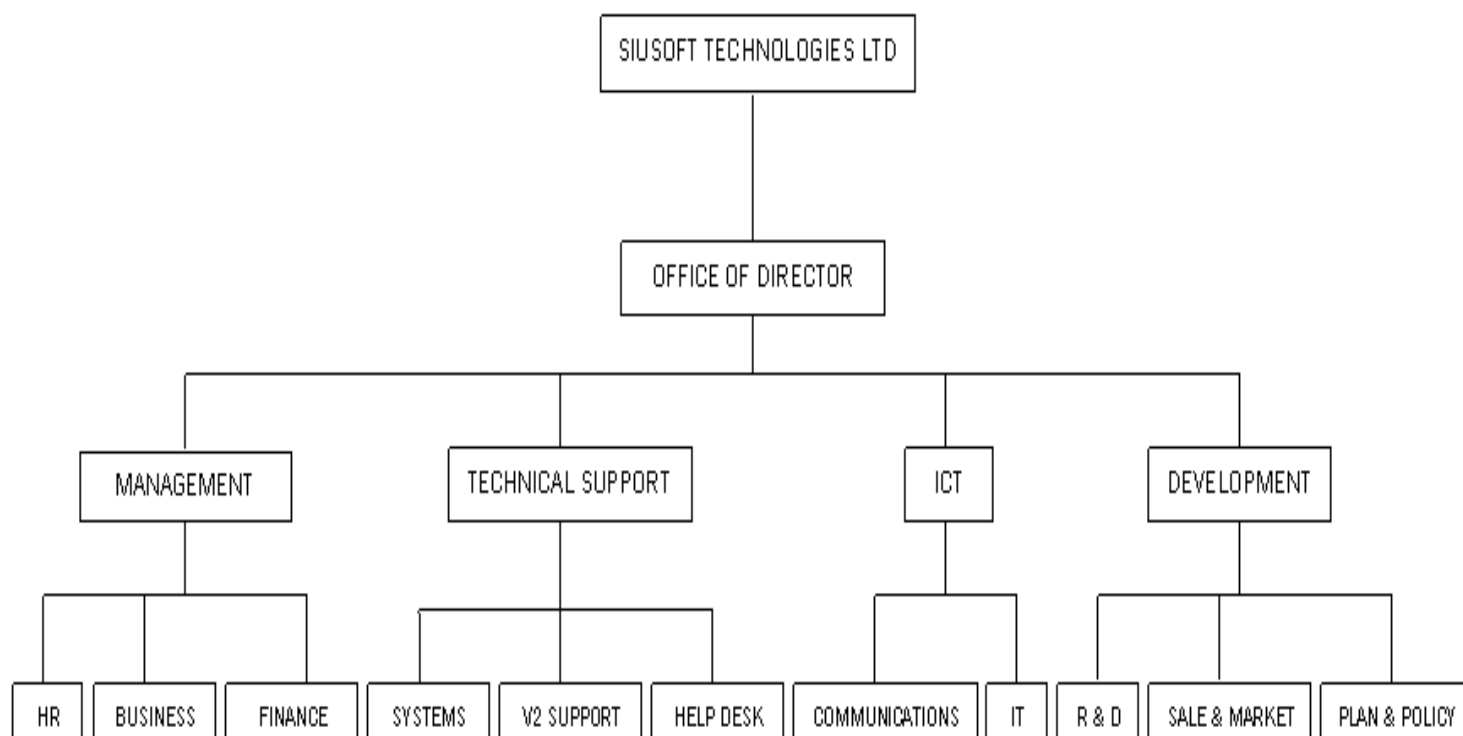 SIUSOFT TECHNOLOGIES LTD
OFFICE OF DIRECTOR
MANAGEMENT
TECHNICAL SUPPORT
ICT
DEVELOPMENT
HR
BUSINESS
FINANCE
SYSTEMS
V2 SUPPORT
HELP DESK
COMMUNICATIONS
IT
R & D
SALE & MARKET
PLAN & POLICY